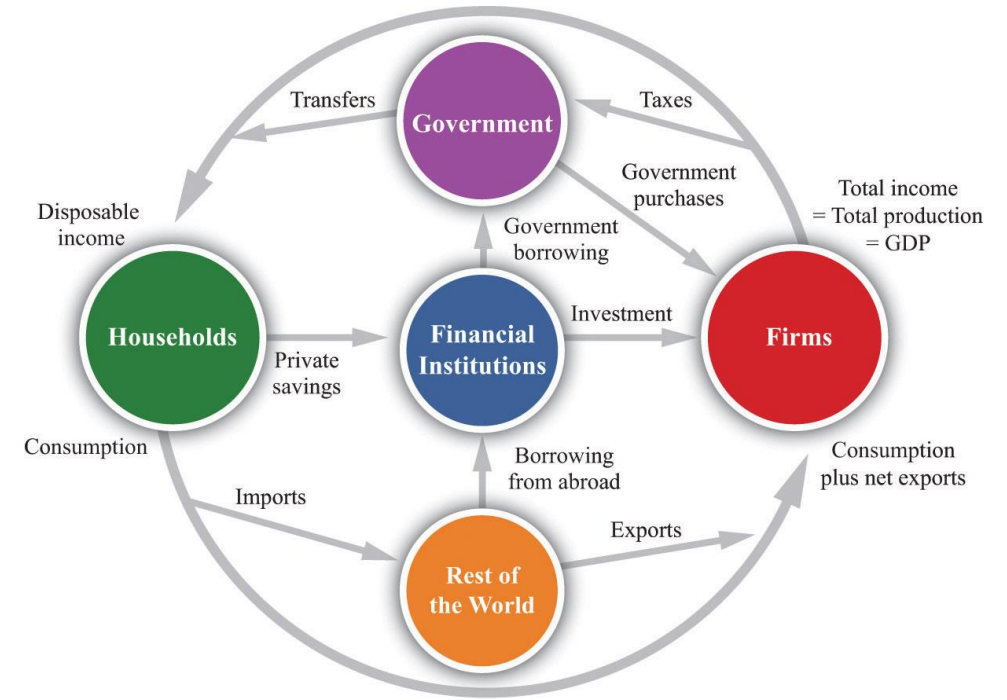 Transfers
Government
Taxes
Government
purchases
Total income
= Total production
= GDP
Disposable
income
Government
borrowing
Households
Private
savings
Financial
Institutions
Investment
Firms
Consumption
Imports
Borrowing
from abroad
Exports
Consumption
plus net exports
Rest of
the World